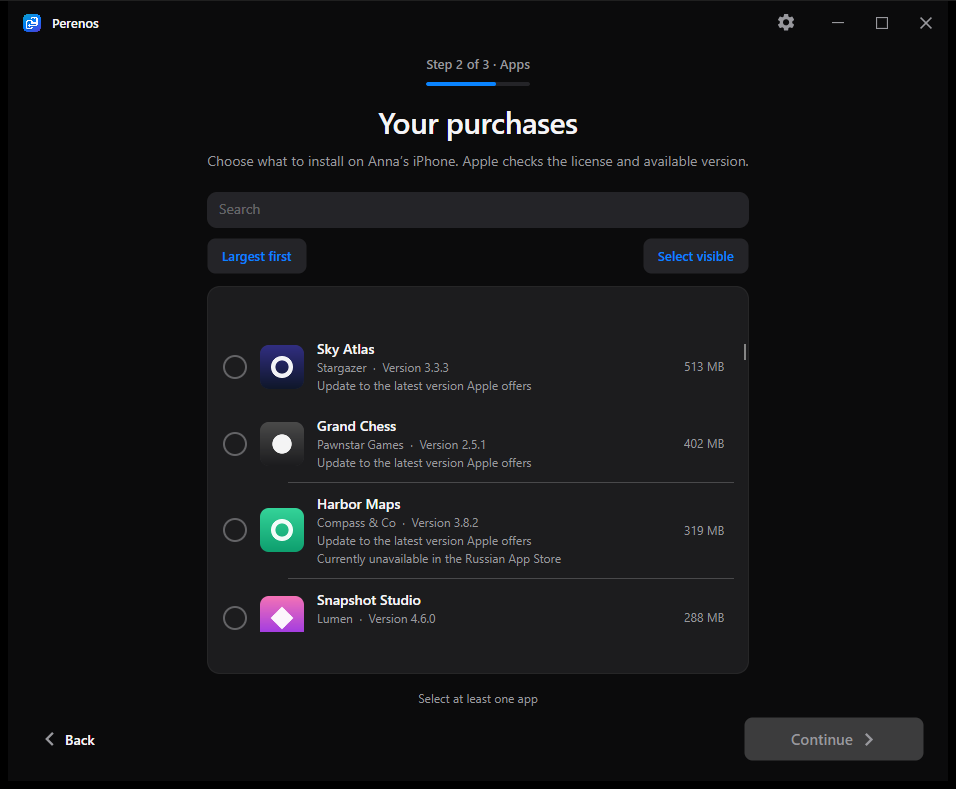 Perenos
Step 2 of 3 · Apps
Your purchases
Choose what to install on Anna’s iPhone. Apple checks the license and available version.
Search
Largest first
Select visible
Sky Atlas
Stargazer · Version 3.3.3
513 MB
Update to the latest version Apple offers
Grand Chess
Pawnstar Games · Version 2.5.1
402 MB
Update to the latest version Apple offers
Harbor Maps
Compass & Co · Version 3.8.2
319 MB
Update to the latest version Apple offers
Currently unavailable in the Russian App Store
Snapshot Studio
Lumen · Version 4.6.0
288 MB
Select at least one app
Back
Continue